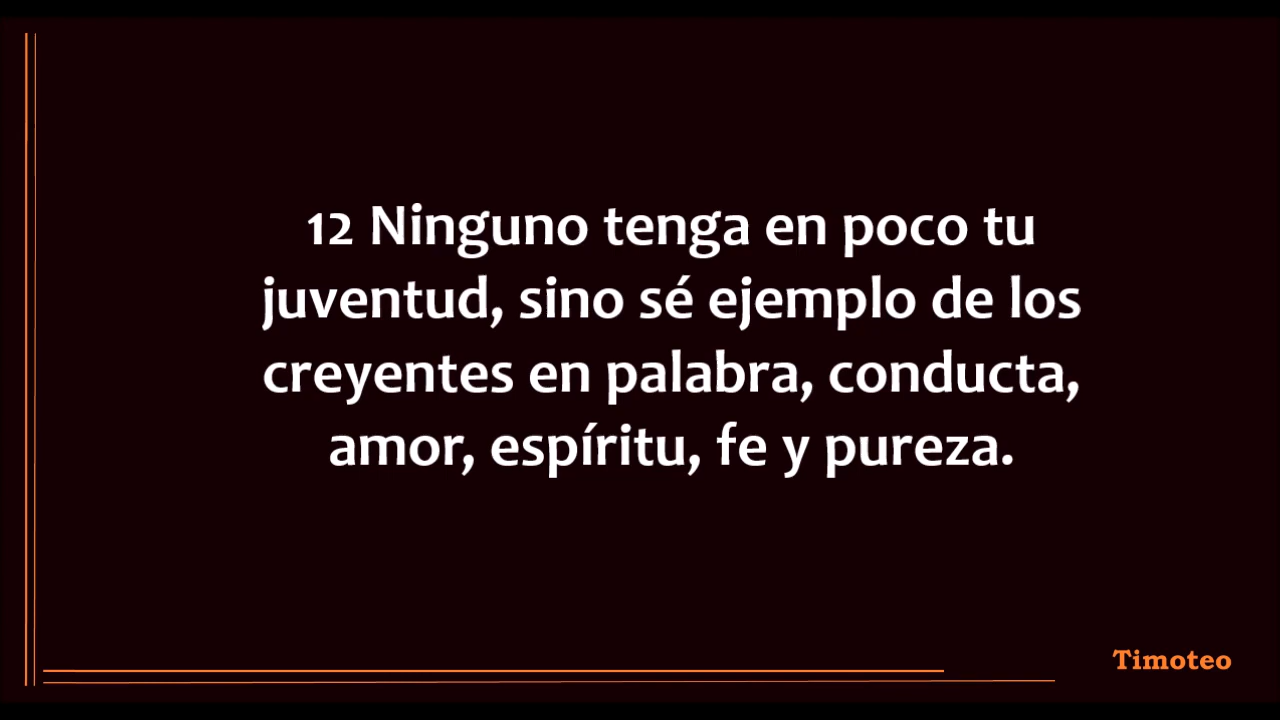 12 Ninguno tenga en poco tu
juventud, sino sé ejemplo de los
creyentes en palabra, conducta,
amor, espíritu, fe y pureza.
Timoteo